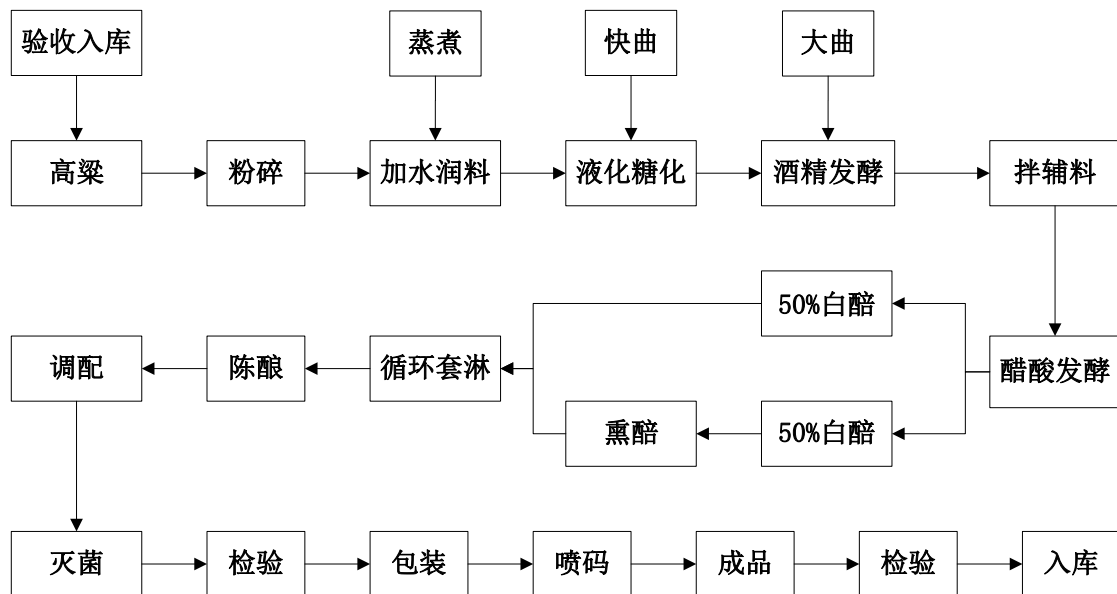 验收入库
蒸煮
快曲
大曲
高粱
粉碎
加水润料
液化糖化
酒精发酵
拌辅料
50%白醅
调配
陈酿
循环套淋
醋酸发酵
熏醅
50%白醅
灭菌
检验
包装
喷码
成品
检验
入库